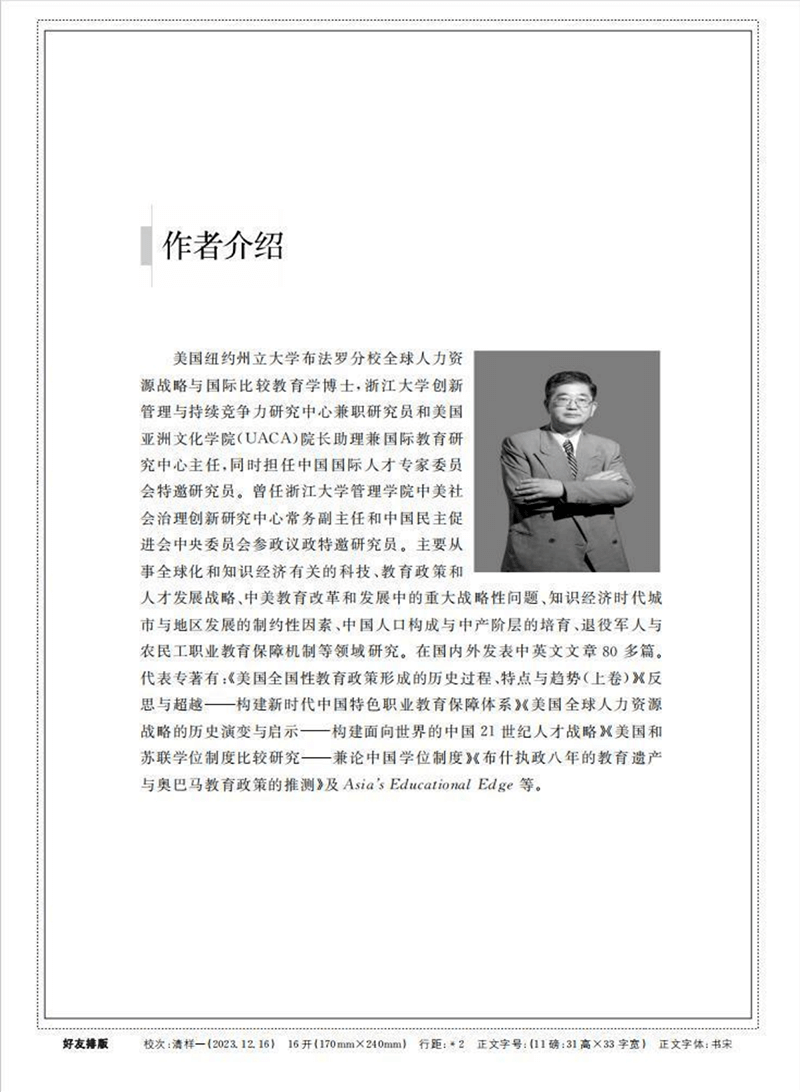 作者介绍
美国纽约州立大学布法罗分校全球人力资
源战略与国际比较教育学博士,浙江大学创新
管理与持续竞争力研究中心兼职研究员和美国
亚洲文化学院(UACA)院长助理兼国际教育研
究中心主任,同时担任中国国际人才专家委员
会特邀研究员。曾任浙江大学管理学院中美社
会治理创新研究中心常务副主任和中国民主促
进会中央委员会参政议政特邀研究员。主要从
事全球化和知识经济有关的科技、教育政策和
人才发展战略、中美教育改革和发展中的重大战略性问题、知识经济时代城
市与地区发展的制约性因素、中国人口构成与中产阶层的培育、退役军人与
农民工职业教育保障机制等领域研究。在国内外发表中英文文章 80 多篇。
代表专著有:《美国全国性教育政策形成的历史过程、特点与趋势(上卷)》《反
思与超越——构建新时代中国特色职业教育保障体系》《美国全球人力资源
战略的历史演变与启示——构建面向世界的中国 21 世纪人才战略》《美国和
苏联学位制度比较研究——兼论中国学位制度》《布什执政八年的教育遗产
与奥巴马教育政策的推测》及 Asia's Educational Edge 等。
好友排版 校次:清样一(2023.12.16) 16 开(170mm×240mm) 行距:*2 正文字号:(11 磅:31 高×33 字宽) 正文字体:书宋